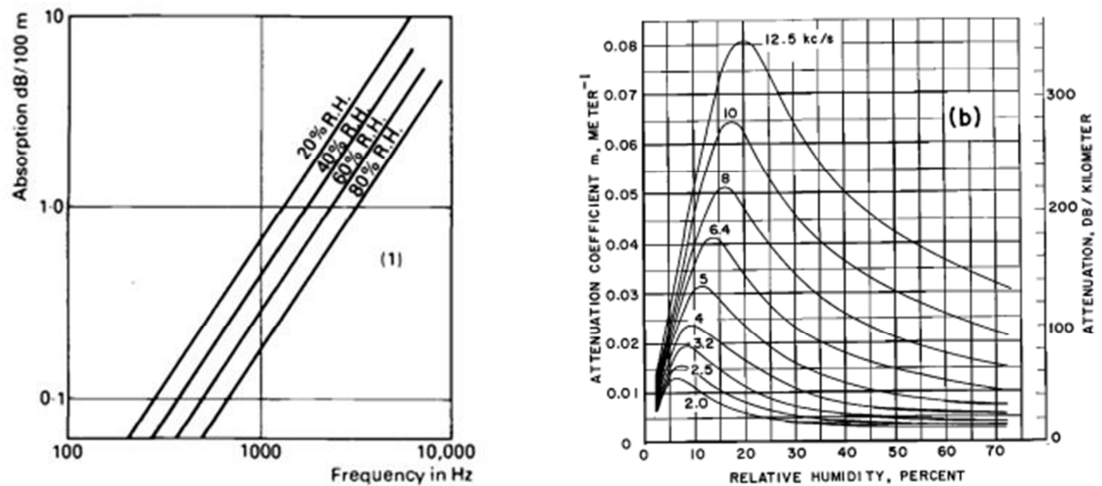 10
1·0
0·1
100
1000
10,000
Absorption dB/100 m
Frequency in Hz
20% R.H.
40% R.H.
60% R.H.
80% R.H.
(1)
0.08
0.07
0.06
0.05
0.04
0.03
0.02
0.01
0
ATTENUATION COEFFICIENT m, METER⁻¹
12.5 kc/s
10
8
6.4
5
4
3.2
2.5
2.0
(b)
300
200
100
0
ATTENUATION, DB/KILOMETER
0 10 20 30 40 50 60 70
RELATIVE HUMIDITY, PERCENT